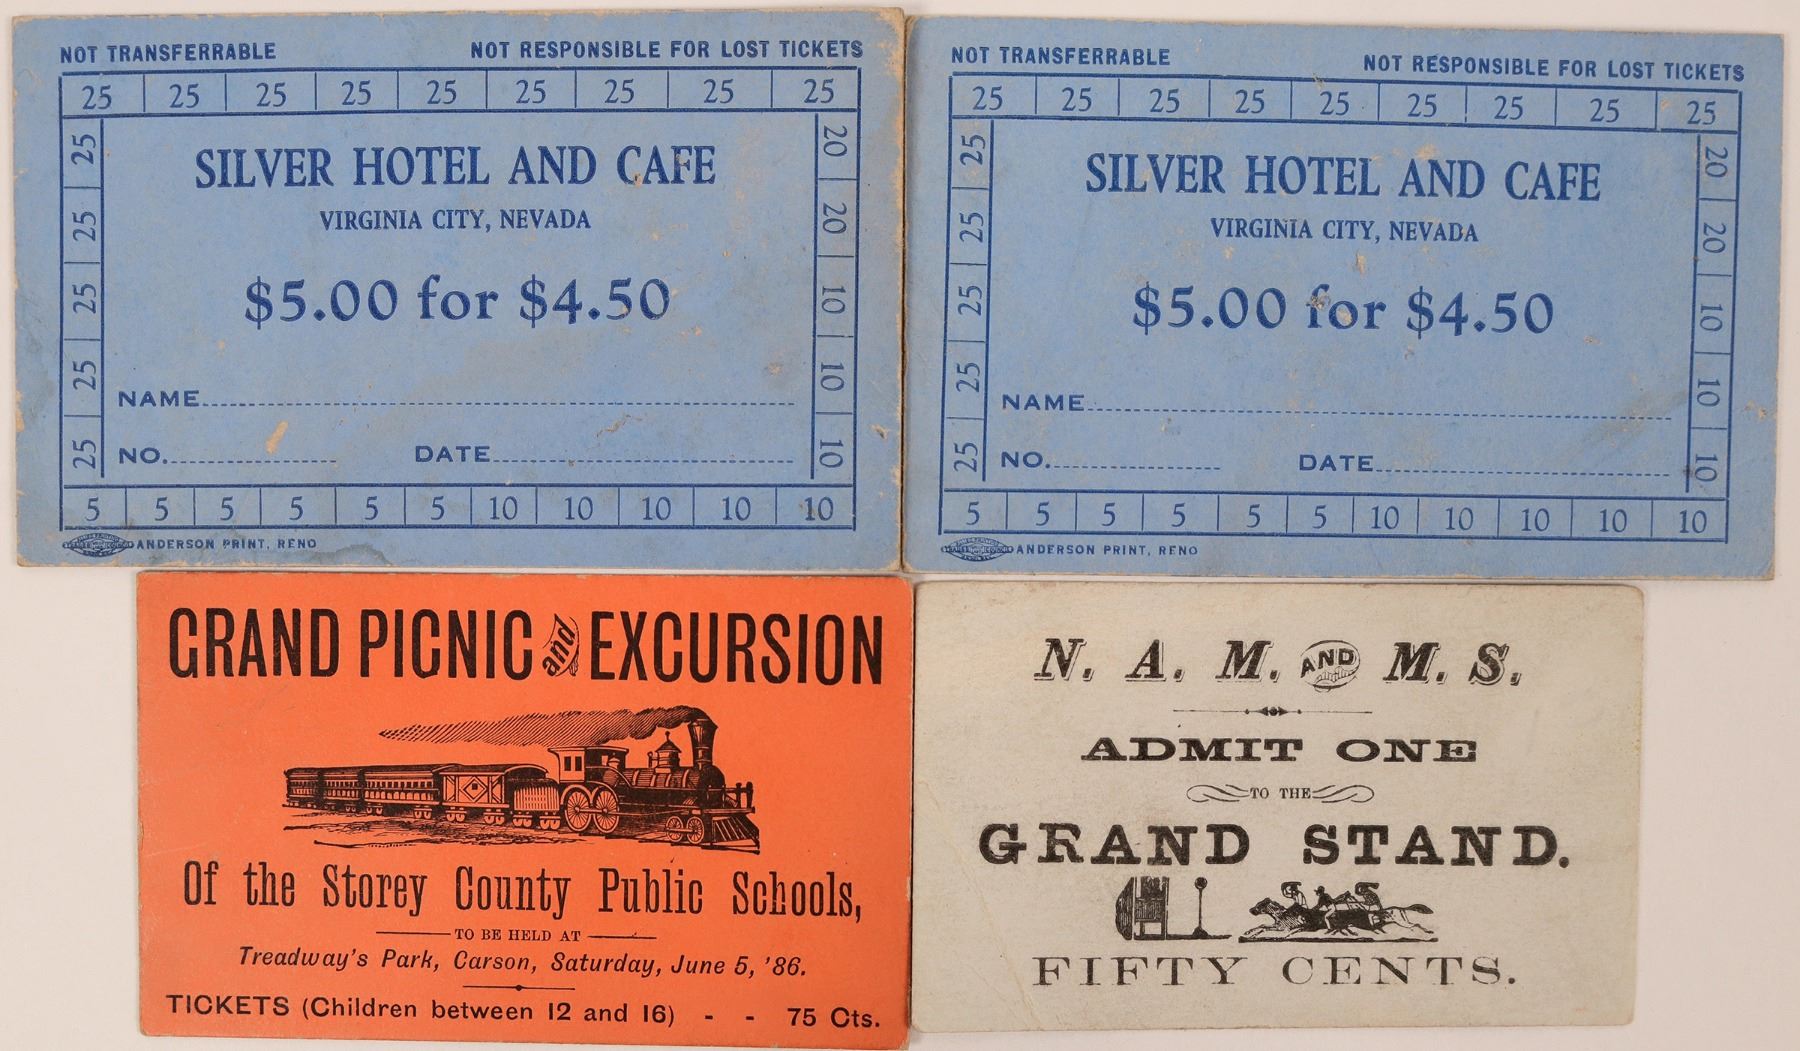 NOT TRANSFERRABLE NOT RESPONSIBLE FOR LOST TICKETS
25 25 25 25 25 25 25 25 25
25 25 25 25 25
20 20 10 10 10
SILVER HOTEL AND CAFE
VIRGINIA CITY, NEVADA
$5.00 for $4.50
NAME
NO. DATE
5 5 5 5 5 5 10 10 10 10 10
ANDERSON PRINT, RENO
NOT TRANSFERRABLE NOT RESPONSIBLE FOR LOST TICKETS
25 25 25 25 25 25 25 25 25
25 25 25 25 25
20 20 10 10 10
SILVER HOTEL AND CAFE
VIRGINIA CITY, NEVADA
$5.00 for $4.50
NAME
NO. DATE
5 5 5 5 5 5 10 10 10 10 10
ANDERSON PRINT, RENO
GRAND PICNIC and EXCURSION
Of the Storey County Public Schools,
TO BE HELD AT
Treadway's Park, Carson, Saturday, June 5, '86.
TICKETS (Children between 12 and 16) - - 75 Cts.
N. A. M. AND M. S.
ADMIT ONE
TO THE
GRAND STAND.
FIFTY CENTS.